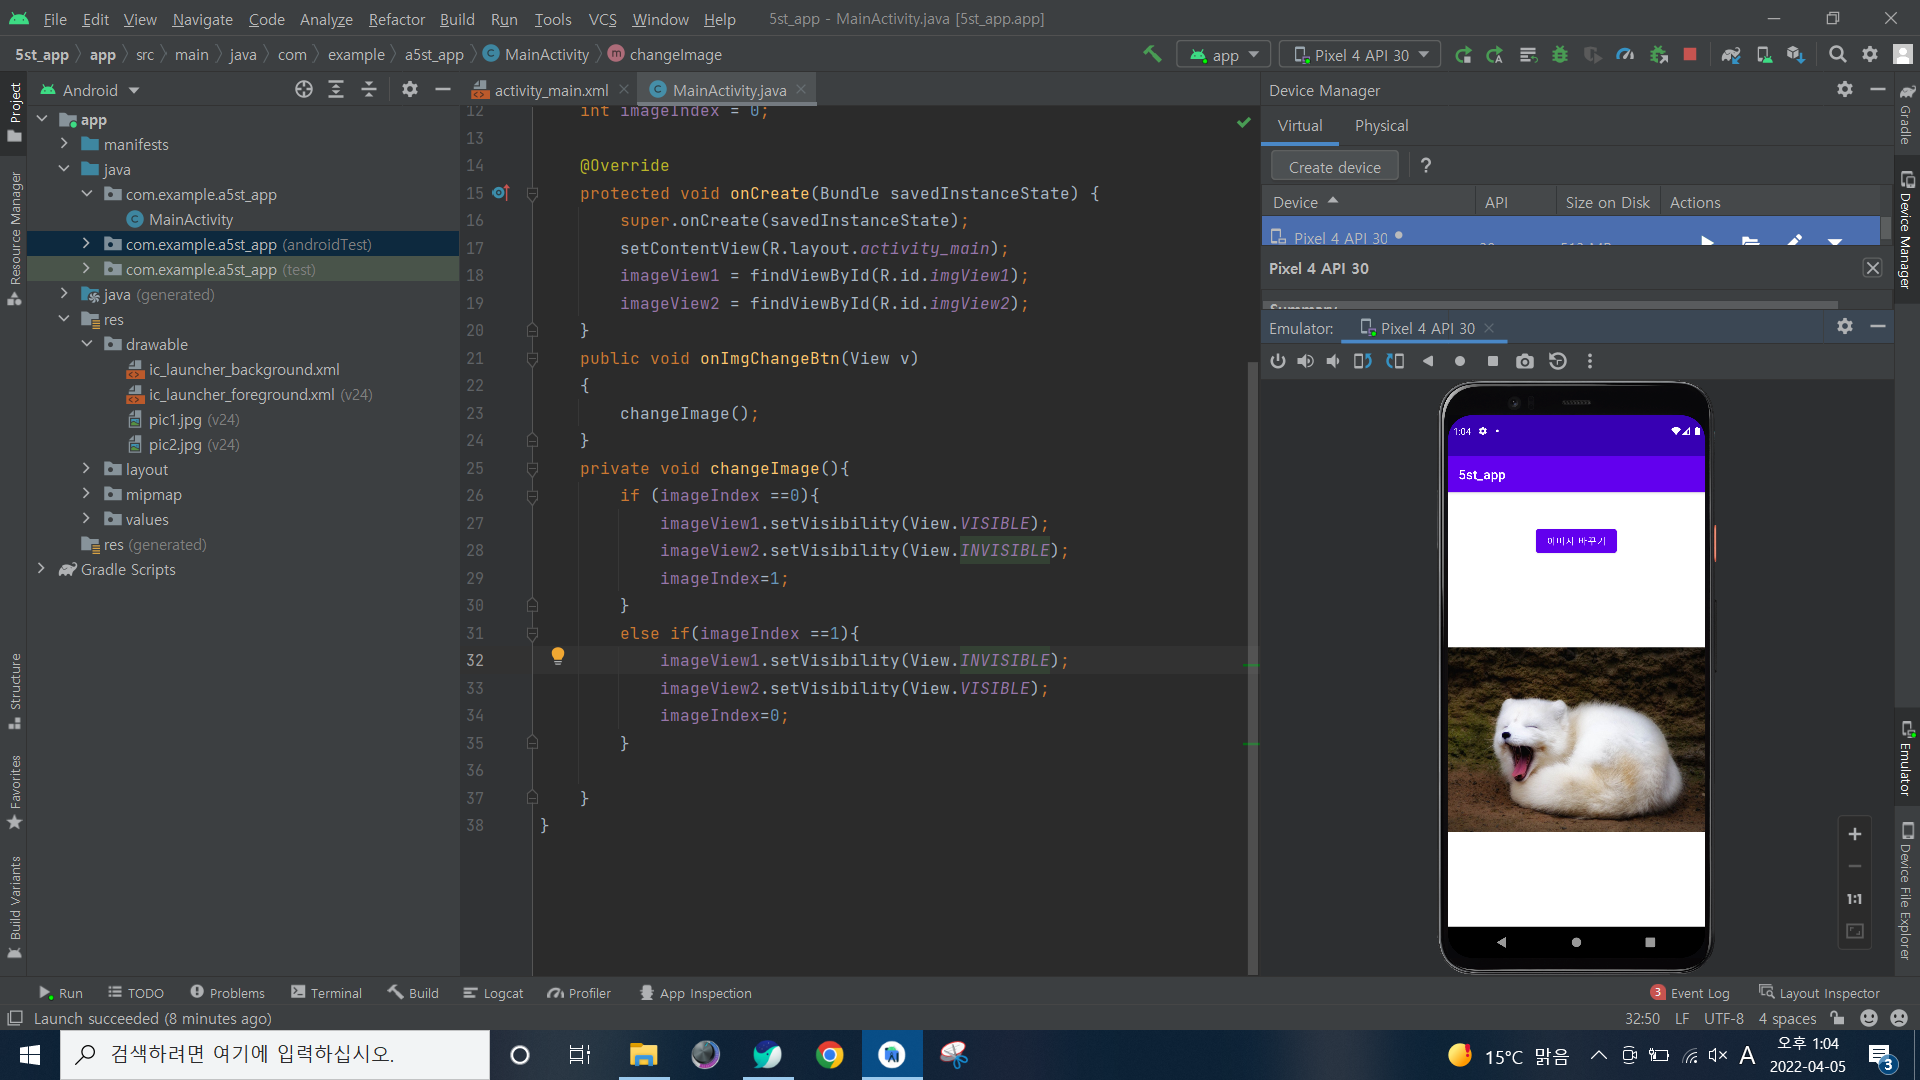 File Edit View Navigate Code Analyze Refactor Build Run Tools VCS Window Help 5st_app - MainActivity.java [5st_app.app]
5st_app app src main java com example a5st_app MainActivity changeImage app Pixel 4 API 30
Project
Resource Manager
Structure
Favorites
Build Variants
Android
app
manifests
java
com.example.a5st_app
MainActivity
com.example.a5st_app (androidTest)
com.example.a5st_app (test)
java (generated)
res
drawable
ic_launcher_background.xml
ic_launcher_foreground.xml (v24)
pic1.jpg (v24)
pic2.jpg (v24)
layout
mipmap
values
res (generated)
Gradle Scripts
activity_main.xml MainActivity.java
12 int imageIndex = 0;
13
14 @Override
15 protected void onCreate(Bundle savedInstanceState) {
16 super.onCreate(savedInstanceState);
17 setContentView(R.layout.activity_main);
18 imageView1 = findViewById(R.id.imgView1);
19 imageView2 = findViewById(R.id.imgView2);
20 }
21 public void onImgChangeBtn(View v)
22 {
23 changeImage();
24 }
25 private void changeImage(){
26 if (imageIndex ==0){
27 imageView1.setVisibility(View.VISIBLE);
28 imageView2.setVisibility(View.INVISIBLE);
29 imageIndex=1;
30 }
31 else if(imageIndex ==1){
32 imageView1.setVisibility(View.INVISIBLE);
33 imageView2.setVisibility(View.VISIBLE);
34 imageIndex=0;
35 }
36
37 }
38 }
Device Manager
Virtual Physical
Create device ?
Device API Size on Disk Actions
Pixel 4 API 30
Pixel 4 API 30
Summary
Emulator: Pixel 4 API 30
1:04
5st_app
이미지 바꾸기
1:1
Gradle
Device Manager
Emulator
Device File Explorer
Run TODO Problems Terminal Build Logcat Profiler App Inspection 3 Event Log Layout Inspector
Launch succeeded (8 minutes ago) 32:50 LF UTF-8 4 spaces
검색하려면 여기에 입력하십시오. 15°C 맑음 A 오후 1:04
2022-04-05 3